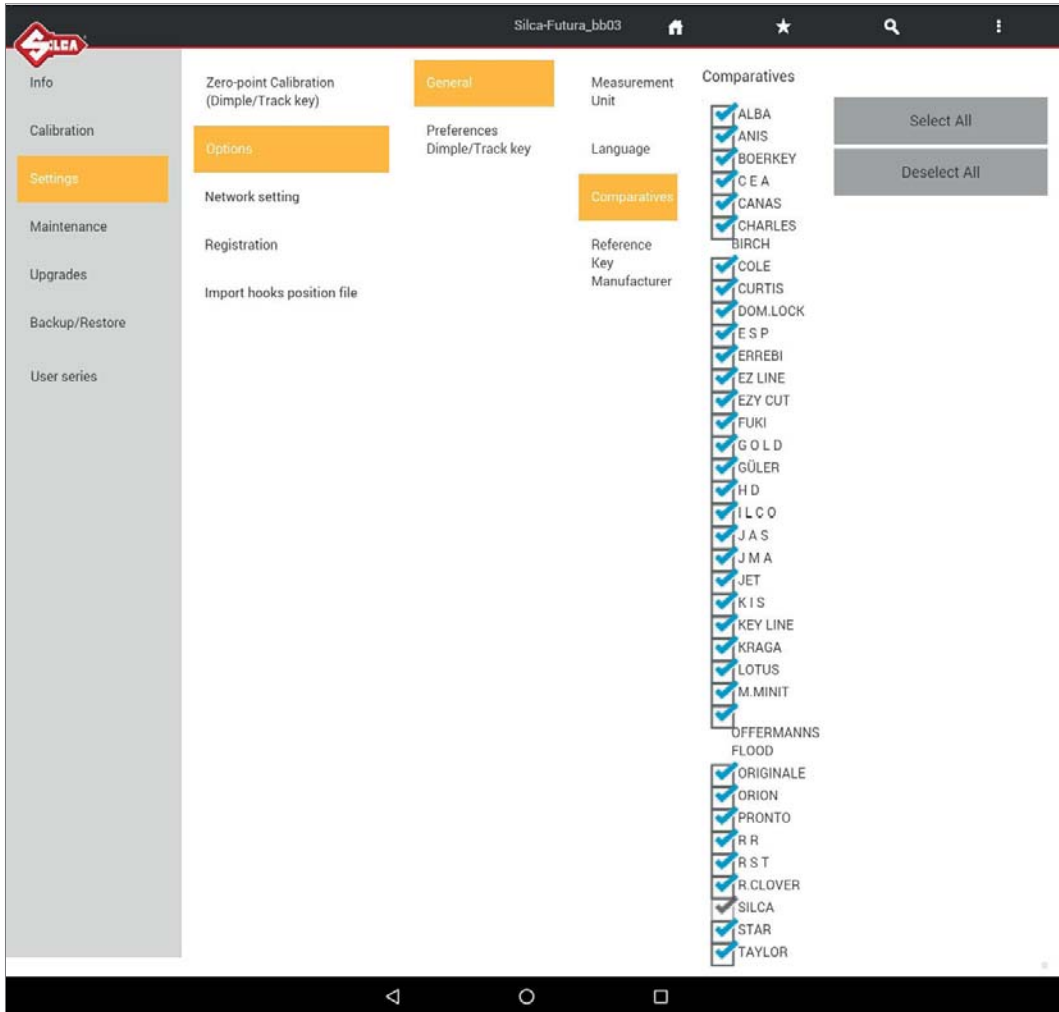 SILCA
Silca-Futura_bb03
Info
Calibration
Settings
Maintenance
Upgrades
Backup/Restore
User series
Zero-point Calibration
(Dimple/Track key)
Options
Network setting
Registration
Import hooks position file
General
Preferences
Dimple/Track key
Measurement
Unit
Language
Comparatives
Reference
Key
Manufacturer
Comparatives
ALBA
ANIS
BOERKEY
C E A
CANAS
CHARLES
BIRCH
COLE
CURTIS
DOM.LOCK
E S P
ERREBI
EZ LINE
EZY CUT
FUKI
G O L D
GÜLER
H D
I L C O
J A S
J M A
JET
K I S
KEY LINE
KRAGA
LOTUS
M.MINIT
OFFERMANNS
FLOOD
ORIGINALE
ORION
PRONTO
R R
R S T
R.CLOVER
SILCA
STAR
TAYLOR
Select All
Deselect All